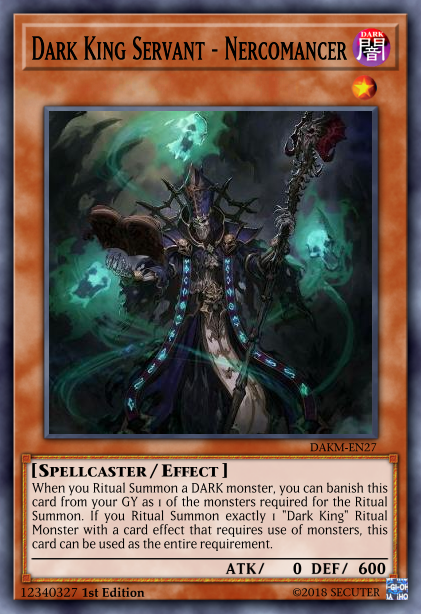 Dark King Servant - Nercomancer
DARK
闇
DAKM-EN27
[Spellcaster / Effect]
When you Ritual Summon a DARK monster, you can banish this
card from your GY as 1 of the monsters required for the Ritual
Summon. If you Ritual Summon exactly 1 "Dark King" Ritual
Monster with a card effect that requires use of monsters, this
card can be used as the entire requirement.
ATK/ 0 DEF/ 600
12340327 1st Edition ©2018 SECUTER